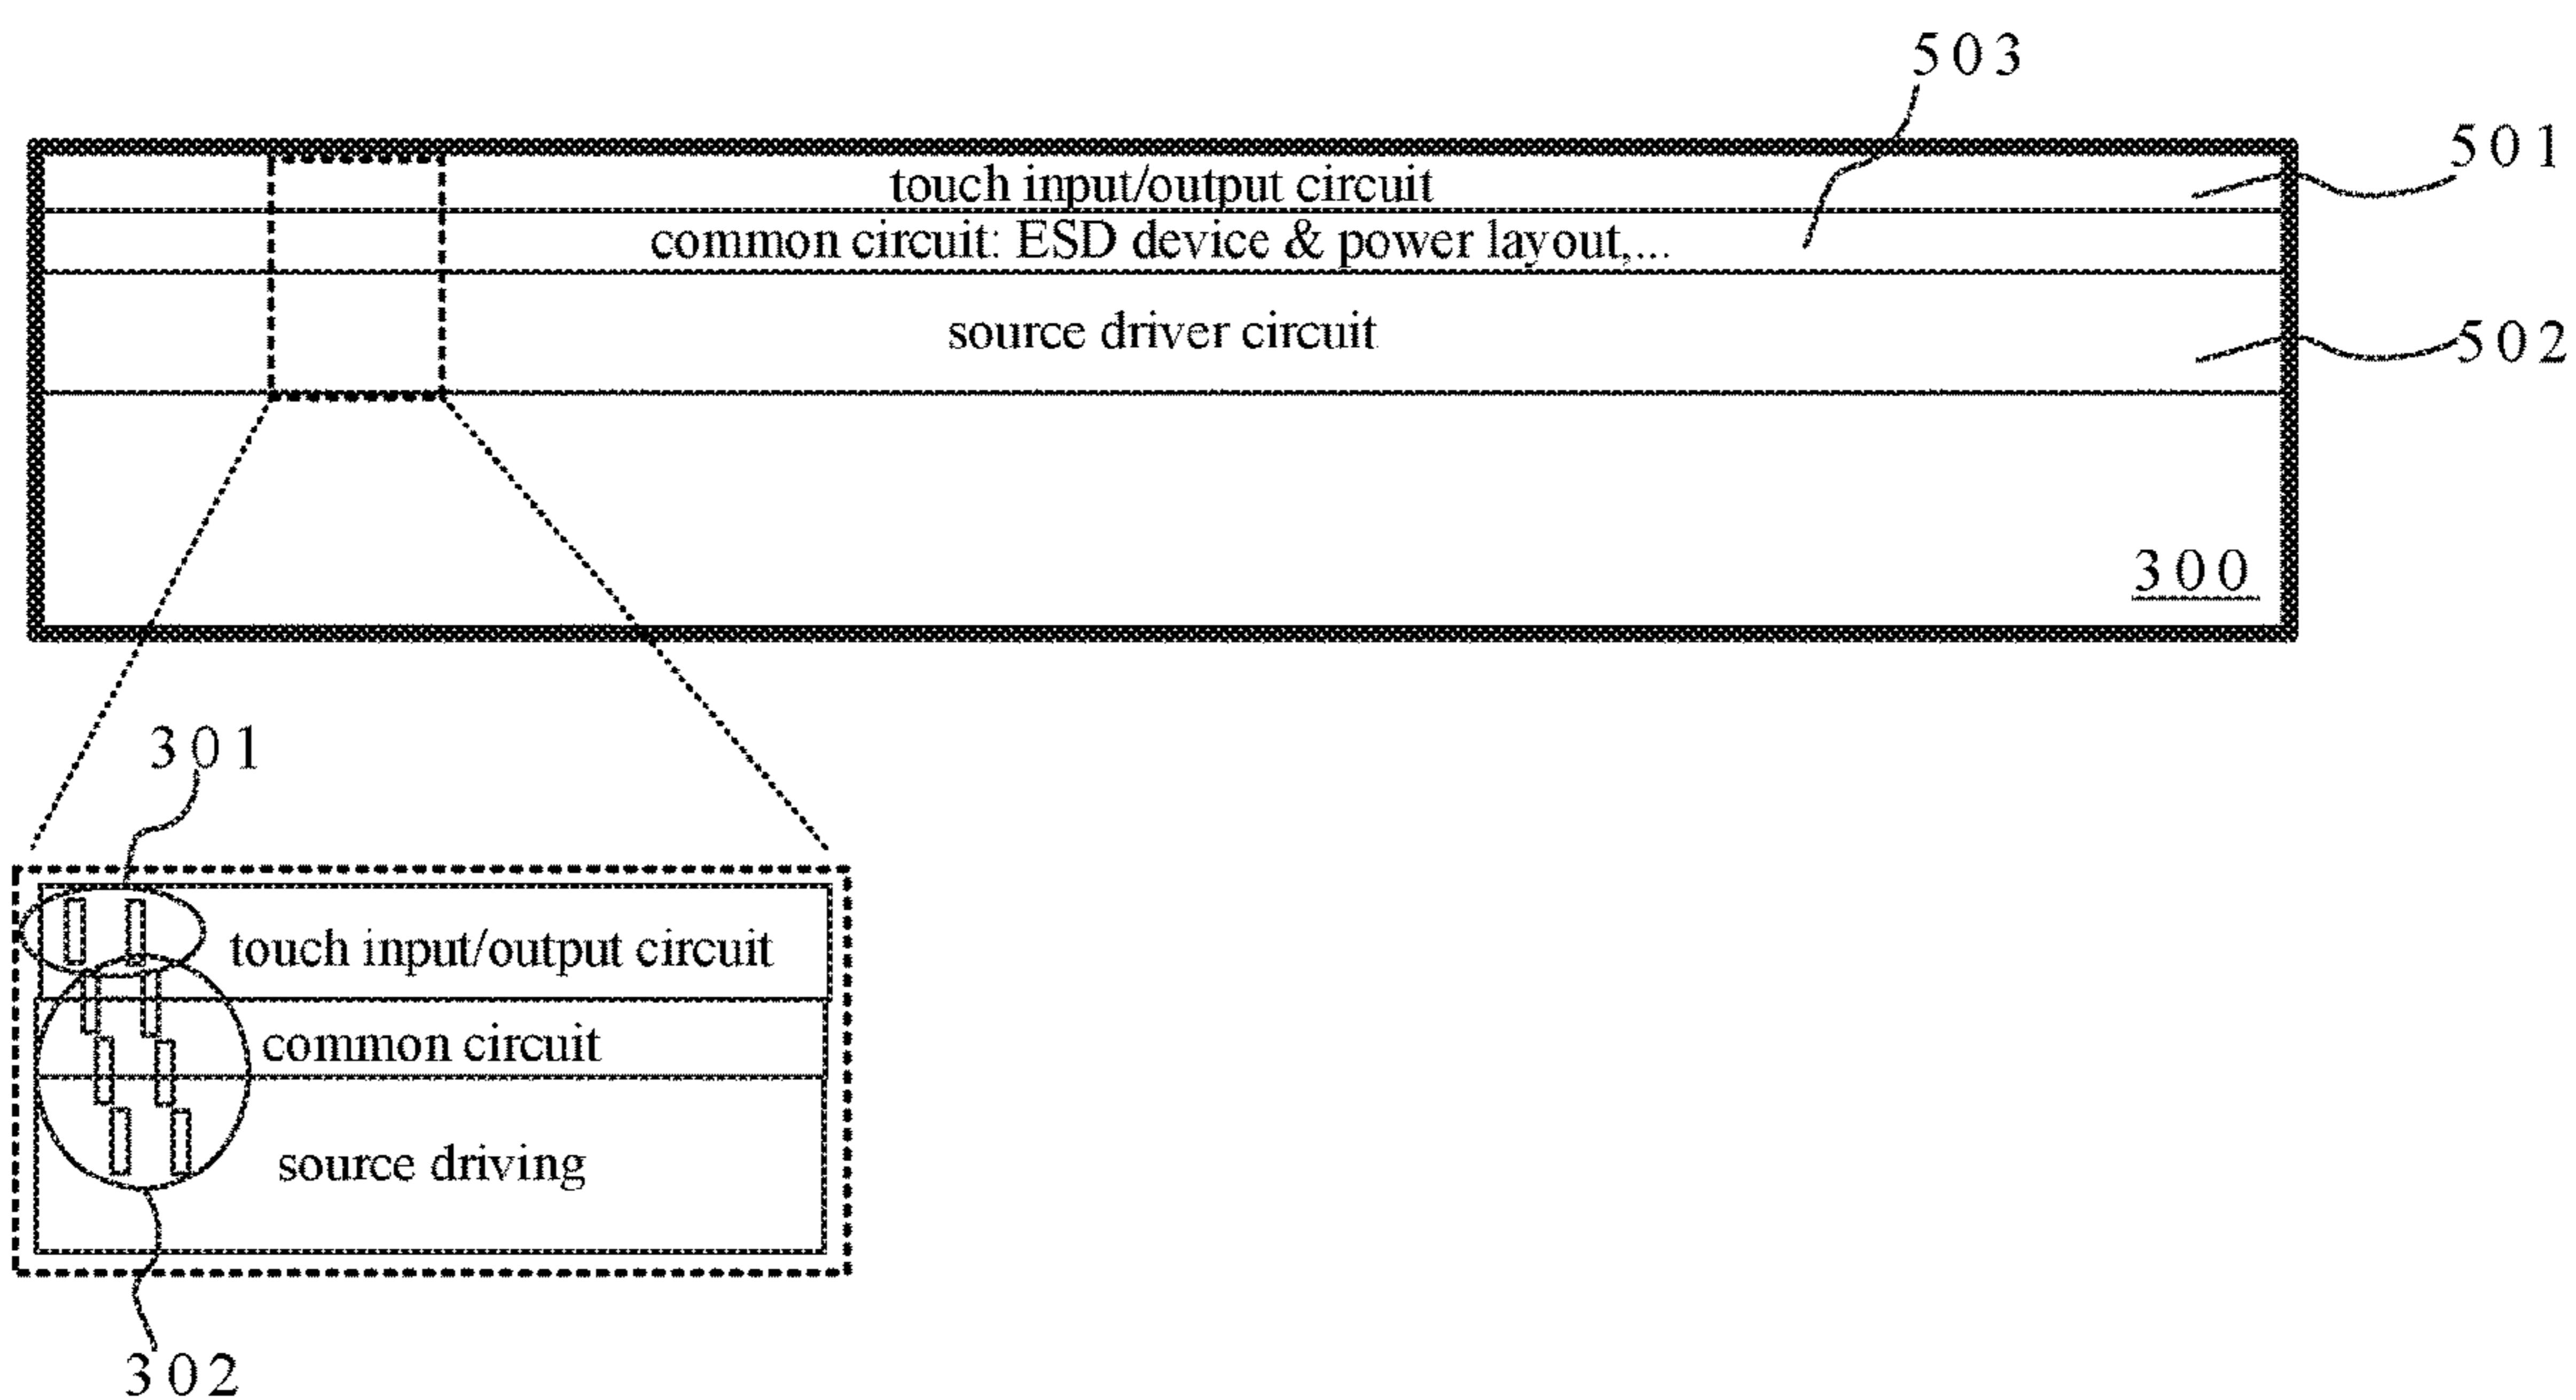 503
501
touch input/output circuit
common circuit: ESD device & power layout,...
source driver circuit
502
300
301
touch input/output circuit
common circuit
source driving
302